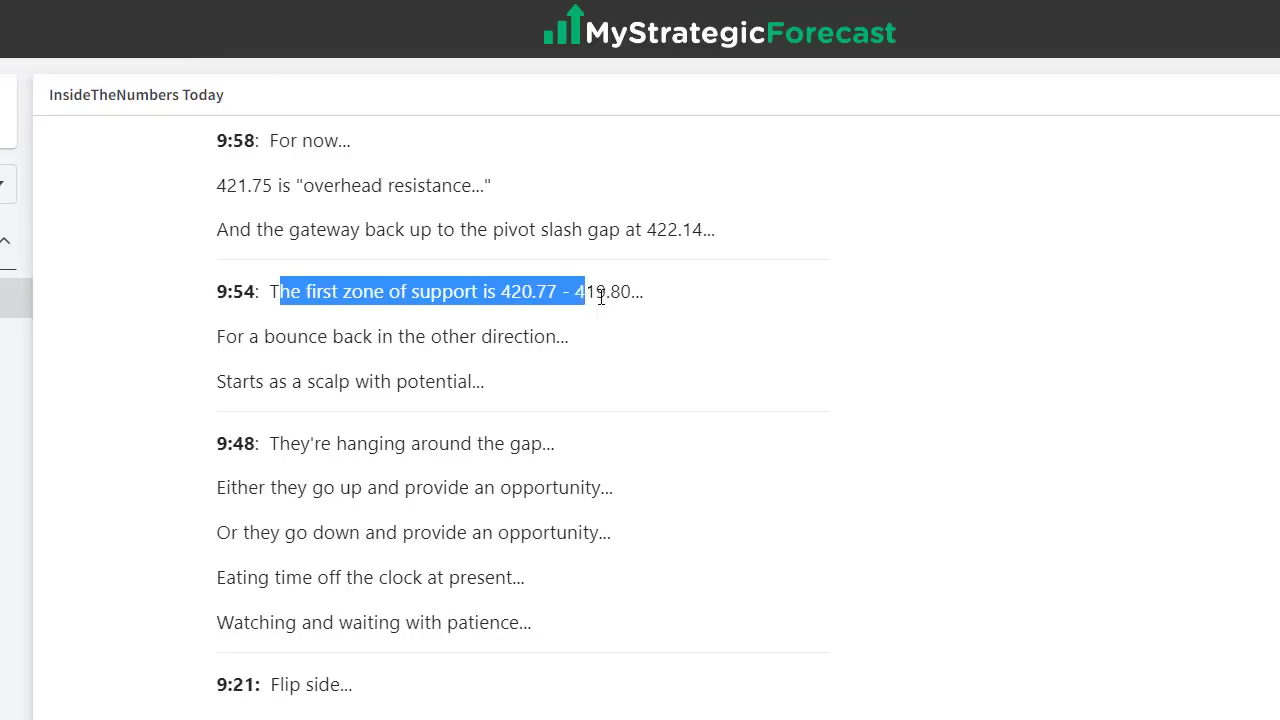 MyStrategicForecast
InsideTheNumbers Today
9:58: For now...
421.75 is "overhead resistance..."
And the gateway back up to the pivot slash gap at 422.14...
9:54: The first zone of support is 420.77 - 419.80...
For a bounce back in the other direction...
Starts as a scalp with potential...
9:48: They're hanging around the gap...
Either they go up and provide an opportunity...
Or they go down and provide an opportunity...
Eating time off the clock at present...
Watching and waiting with patience...
9:21: Flip side...